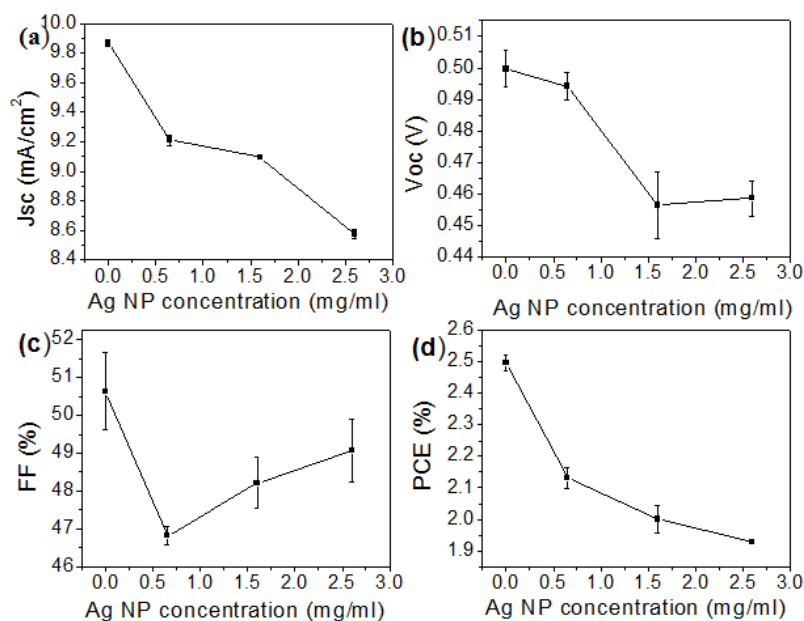 (a)
10.0
9.8
9.6
9.4
9.2
9.0
8.8
8.6
8.4
Jsc (mA/cm²)
0.0 0.5 1.0 1.5 2.0 2.5 3.0
Ag NP concentration (mg/ml)
(b)
0.51
0.50
0.49
0.48
0.47
0.46
0.45
0.44
Voc (V)
0.0 0.5 1.0 1.5 2.0 2.5 3.0
Ag NP concentration (mg/ml)
(c)
52
51
50
49
48
47
46
FF (%)
0.0 0.5 1.0 1.5 2.0 2.5 3.0
Ag NP concentration (mg/ml)
(d)
2.6
2.5
2.4
2.3
2.2
2.1
2.0
1.9
PCE (%)
0.0 0.5 1.0 1.5 2.0 2.5 3.0
Ag NP concentration (mg/ml)